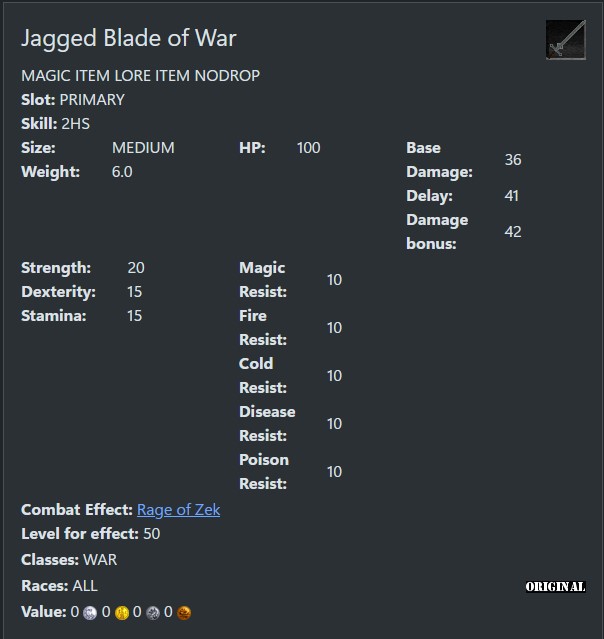 Jagged Blade of War
MAGIC ITEM LORE ITEM NODROP
Slot: PRIMARY
Skill: 2HS
Size: MEDIUM HP: 100 Base Damage: 36
Weight: 6.0 Delay: 41
Damage bonus: 42
Strength: 20 Magic Resist: 10
Dexterity: 15 Fire Resist: 10
Stamina: 15 Cold Resist: 10
Disease Resist: 10
Poison Resist: 10
Combat Effect: Rage of Zek
Level for effect: 50
Classes: WAR
Races: ALL
ORIGINAL
Value: 0 0 0 0